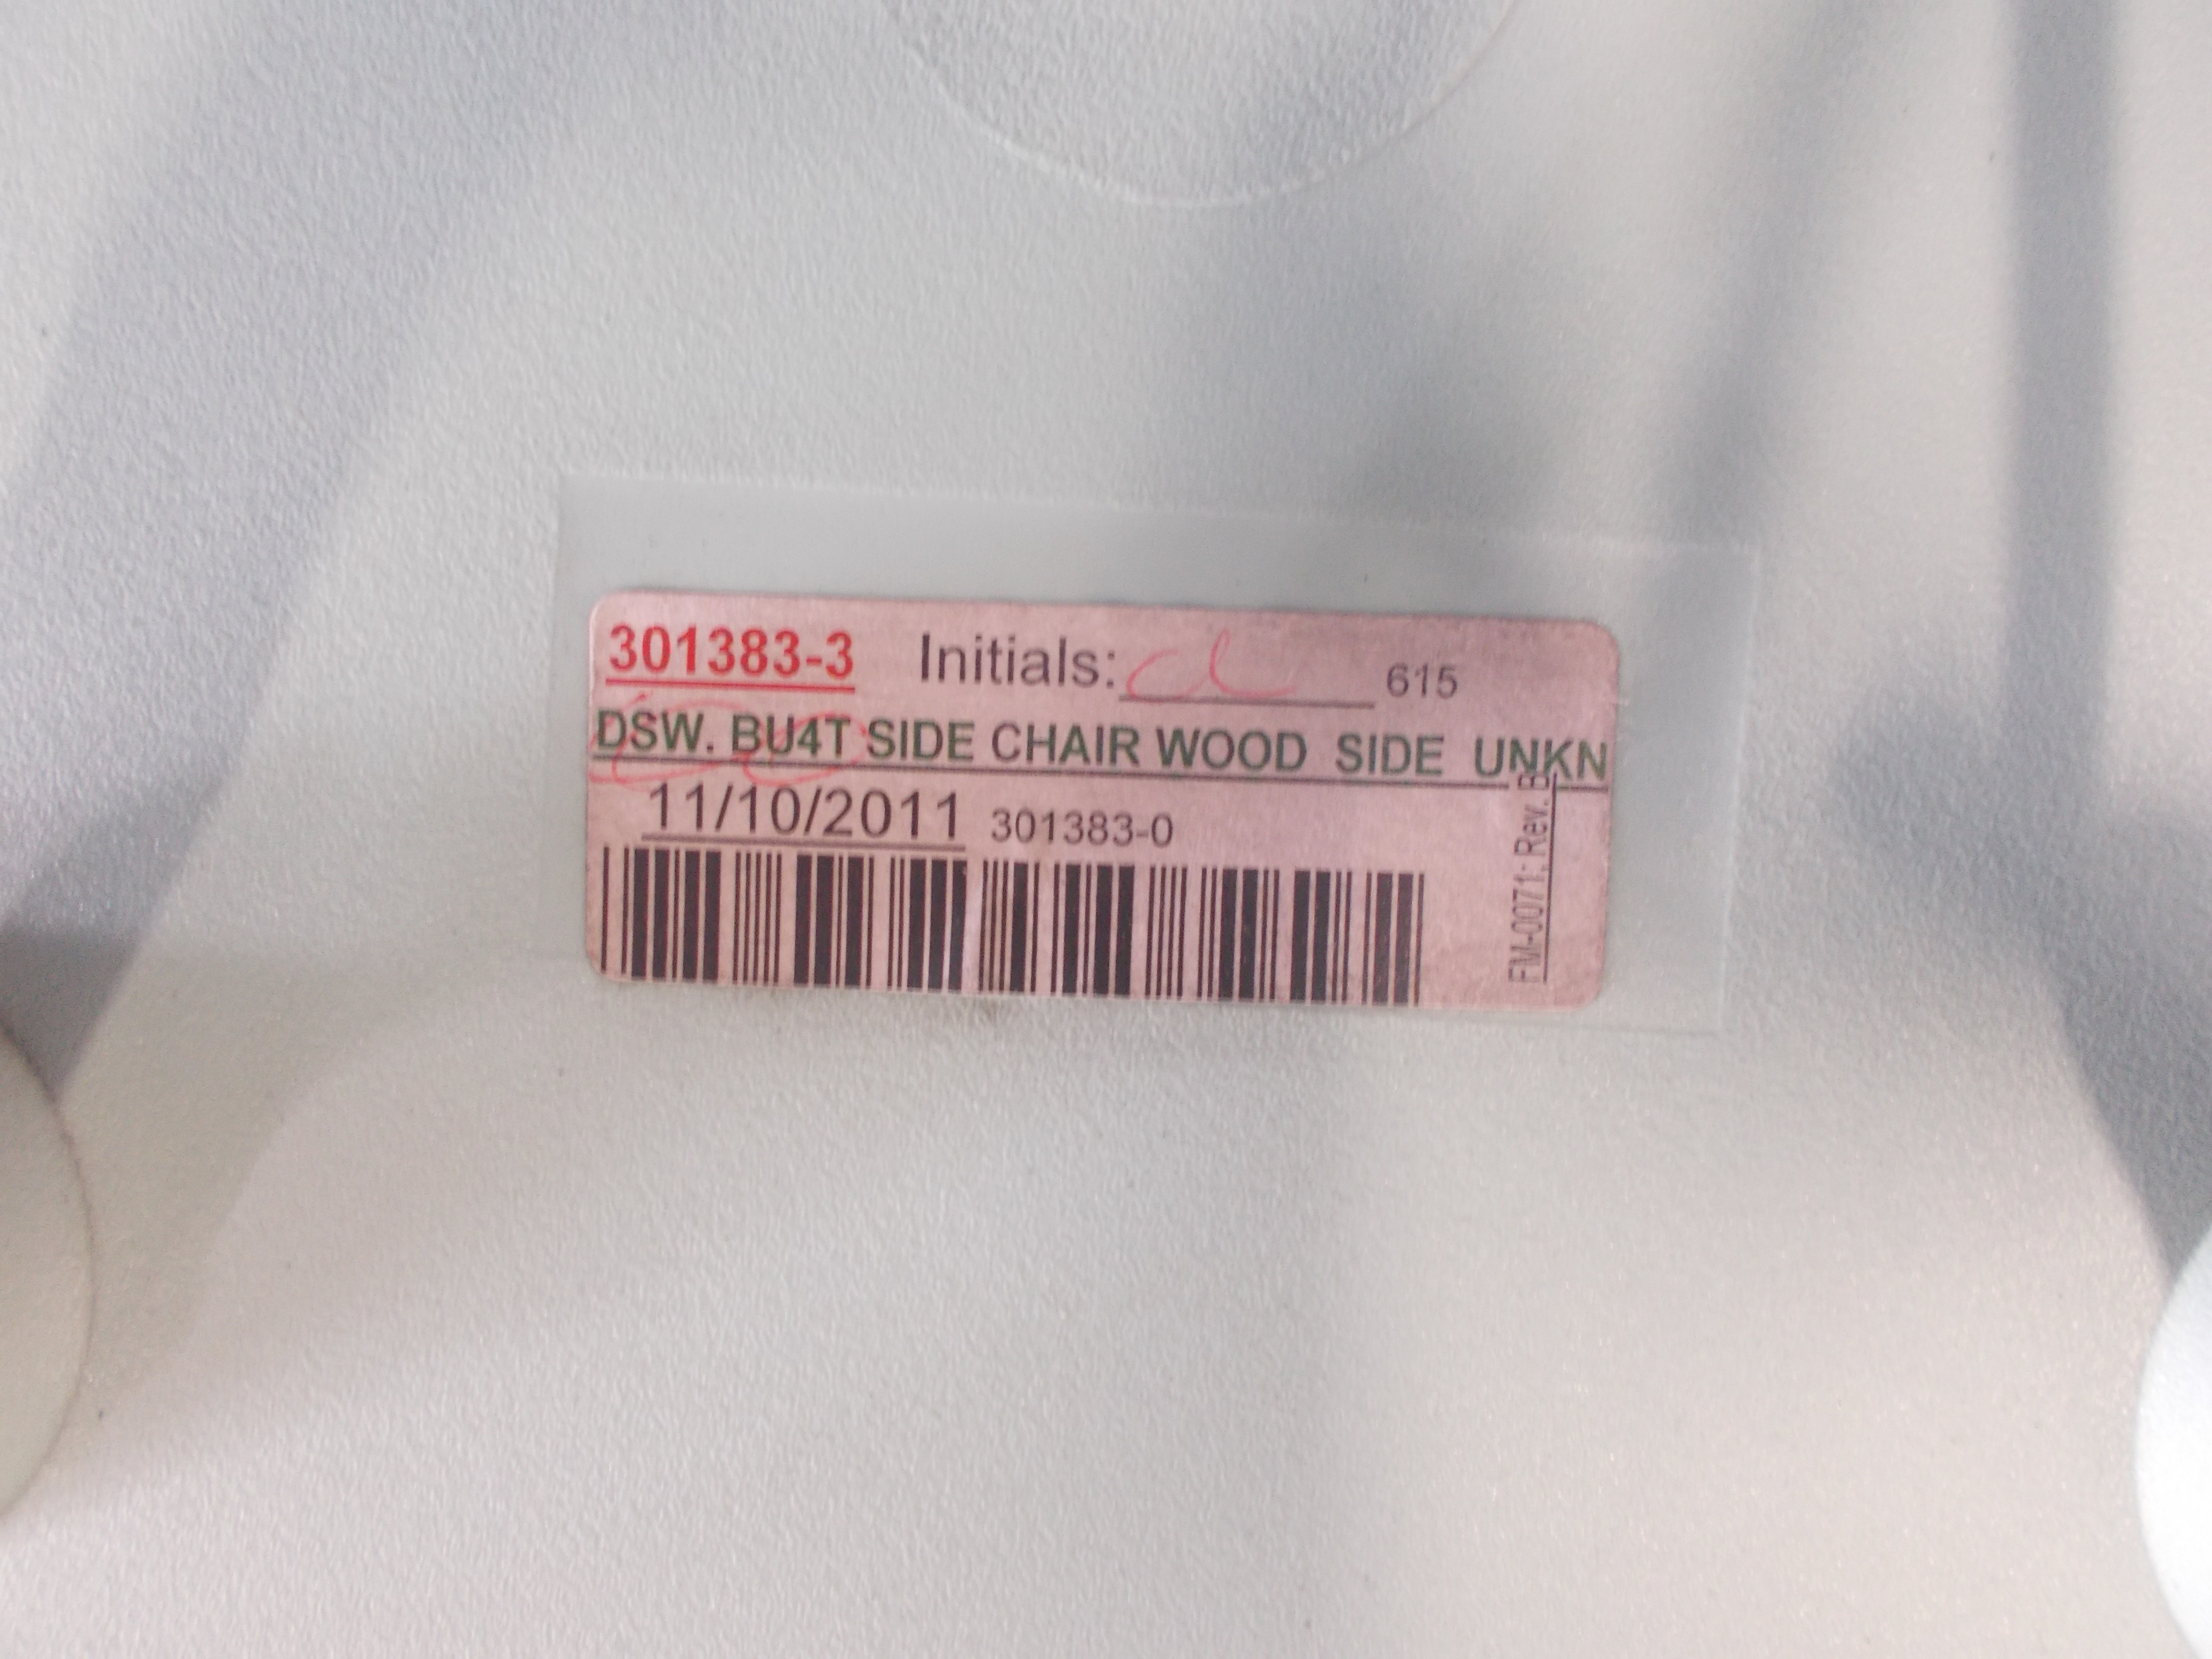 301383-3 Initials: 615
DSW. BU4T SIDE CHAIR WOOD SIDE UNKN
11/10/2011 301383-0
FM-0071: Rev. B